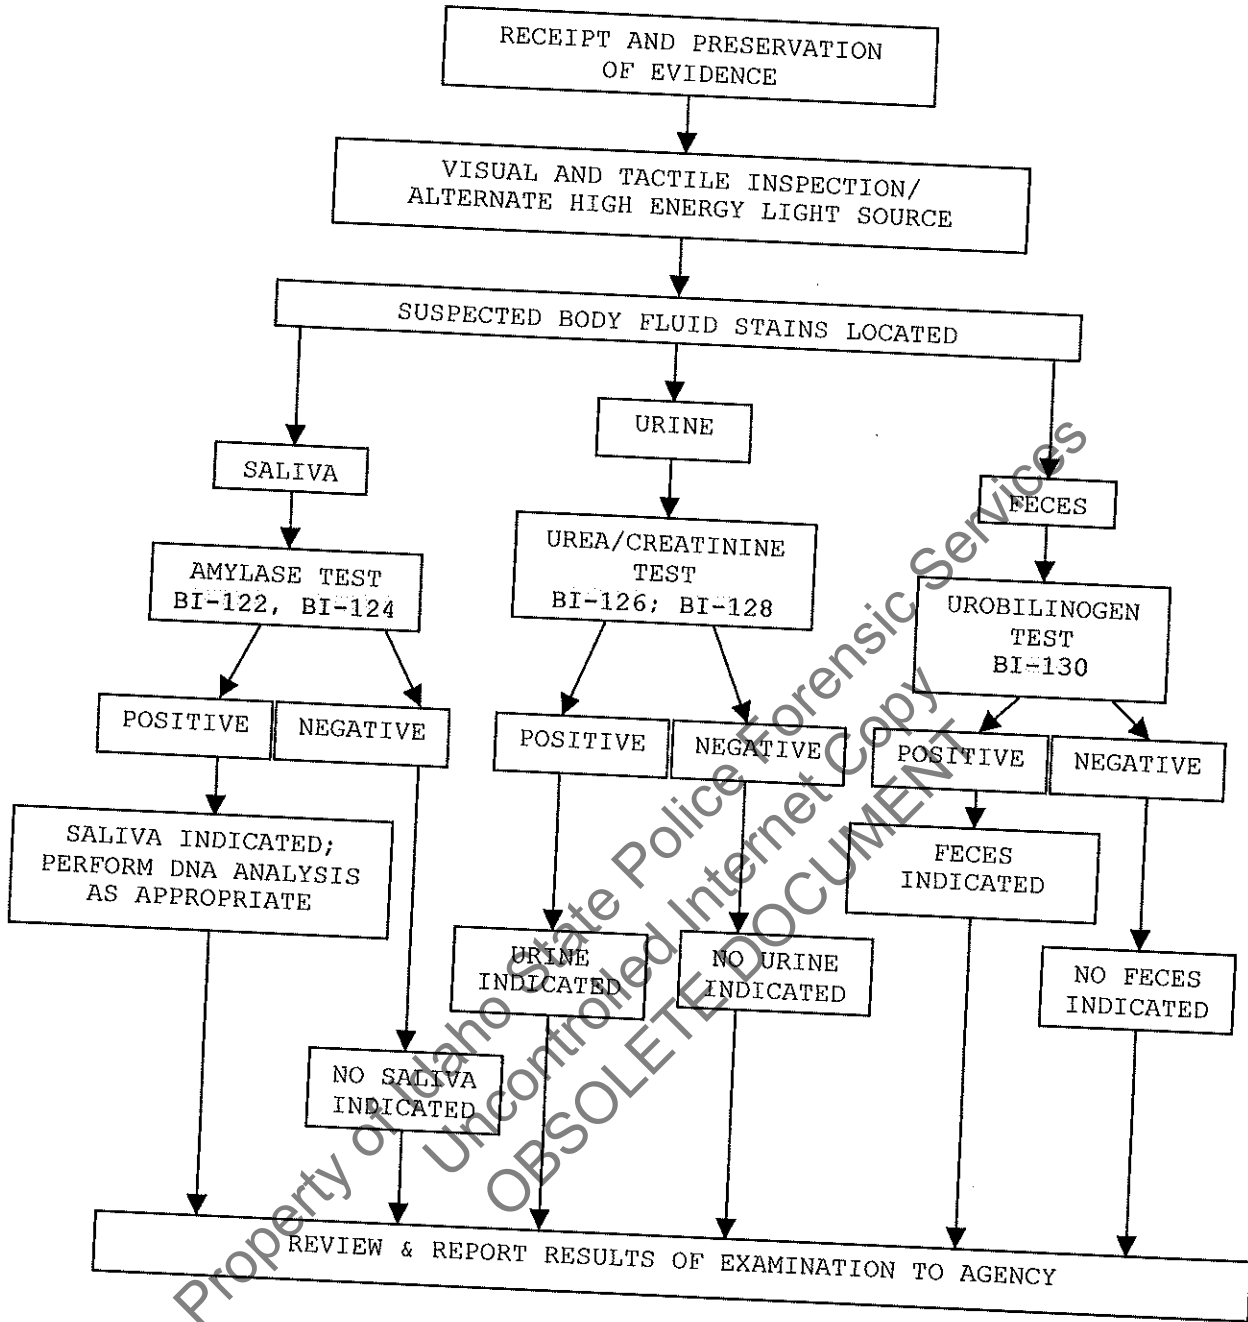 RECEIPT AND PRESERVATION
OF EVIDENCE
VISUAL AND TACTILE INSPECTION/
ALTERNATE HIGH ENERGY LIGHT SOURCE
SUSPECTED BODY FLUID STAINS LOCATED
SALIVA
URINE
FECES
AMYLASE TEST
BI-122, BI-124
UREA/CREATININE
TEST
BI-126; BI-128
UROBILINOGEN
TEST
BI-130
POSITIVE
NEGATIVE
POSITIVE
NEGATIVE
POSITIVE
NEGATIVE
SALIVA INDICATED;
PERFORM DNA ANALYSIS
AS APPROPRIATE
NO SALIVA
INDICATED
URINE
INDICATED
NO URINE
INDICATED
FECES
INDICATED
NO FECES
INDICATED
REVIEW & REPORT RESULTS OF EXAMINATION TO AGENCY
Property of Idaho State Police Forensic Services
Uncontrolled Internet Copy
OBSOLETE DOCUMENT